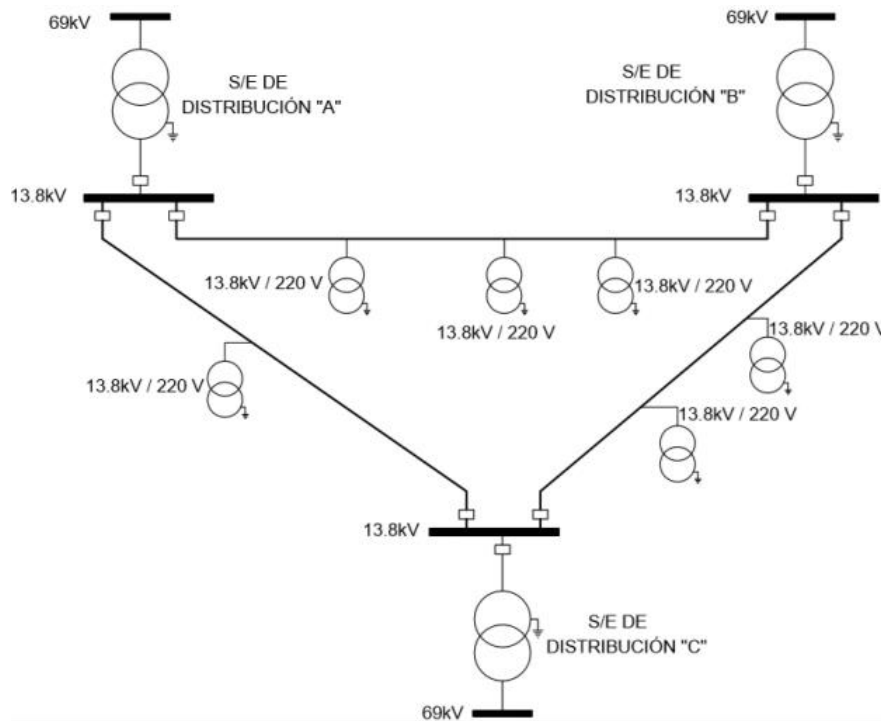 69kV
69kV
S/E DE
DISTRIBUCIÓN "A"
S/E DE
DISTRIBUCIÓN "B"
13.8kV
13.8kV
13.8kV / 220 V
13.8kV / 220 V
13.8kV / 220 V
13.8kV / 220 V
13.8kV / 220 V
13.8kV / 220 V
13.8kV
S/E DE
DISTRIBUCIÓN "C"
69kV